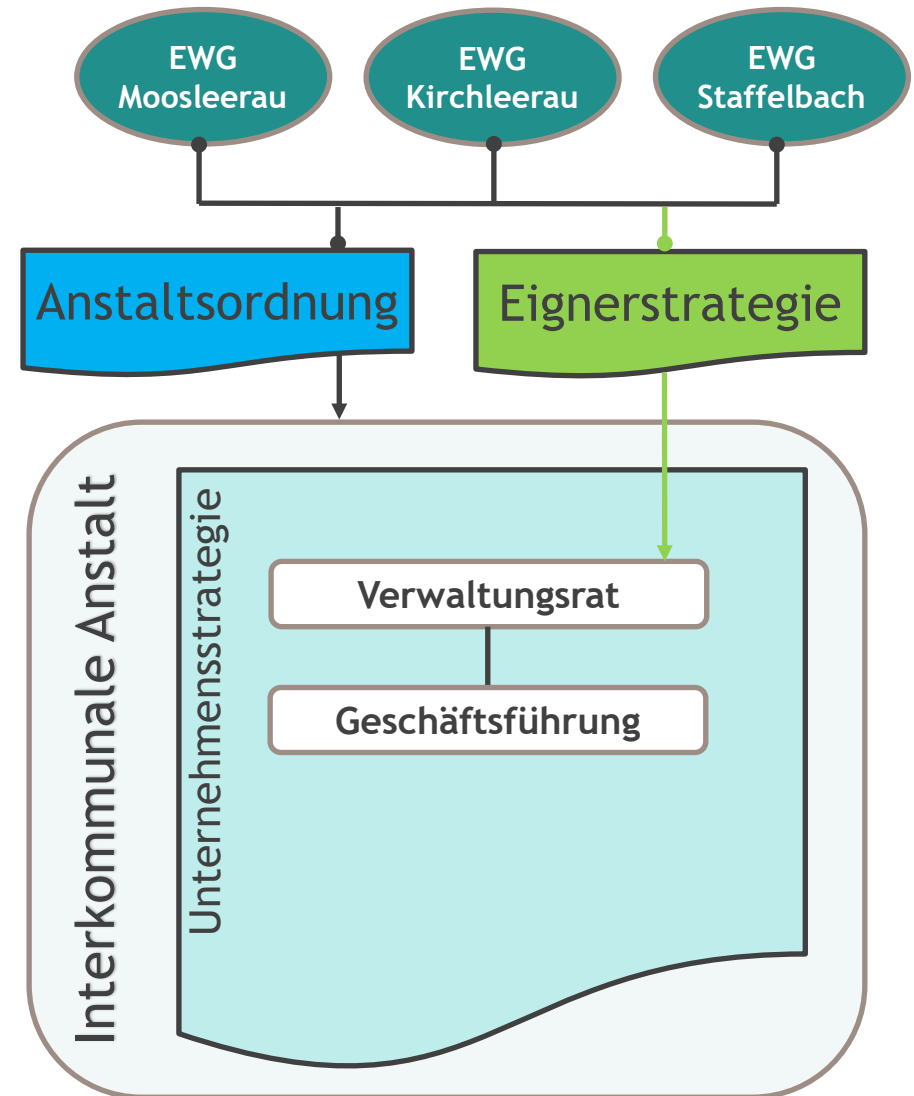 EWG
Moosleerau
EWG
Kirchleerau
EWG
Staffelbach
Anstaltsordnung
Eignerstrategie
Interkommunale Anstalt
Unternehmensstrategie
Verwaltungsrat
Geschäftsführung